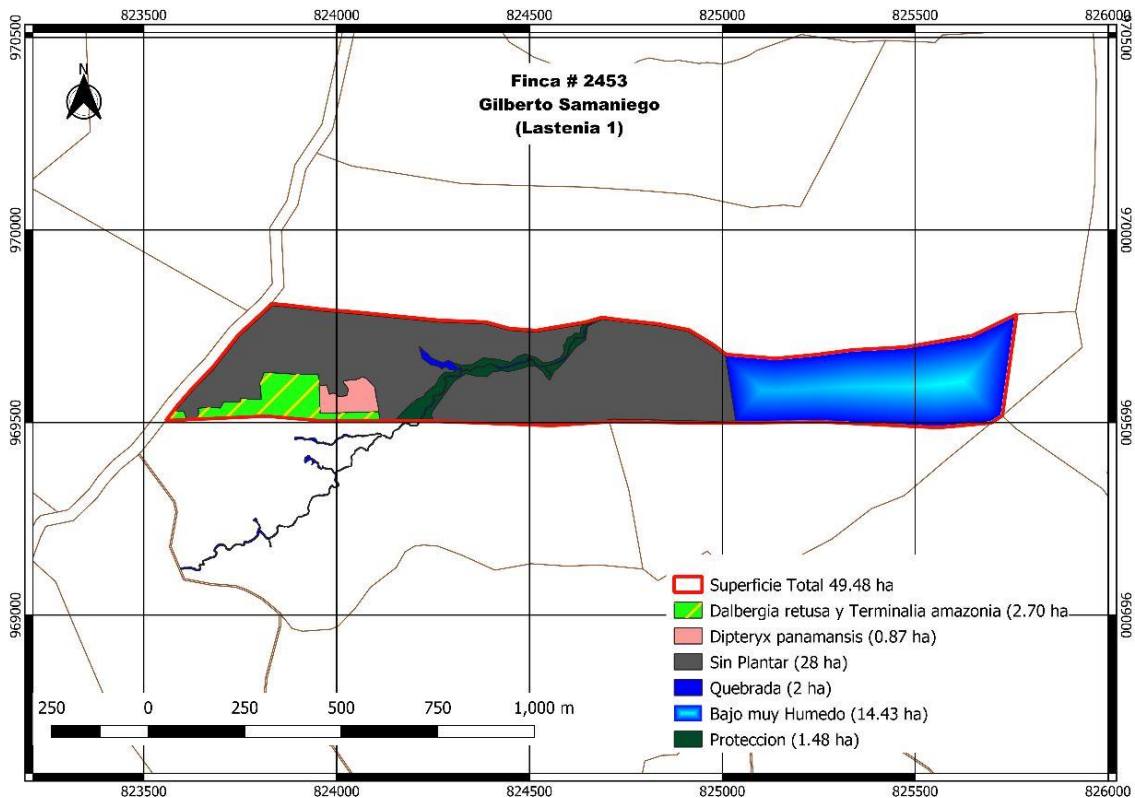 823500 824000 824500 825000 825500 826000
970500
970500
N
Finca # 2453
Gilberto Samaniego
(Lastenia 1)
970000
970000
969500
969500
969000
969000
Superficie Total 49.48 ha
Dalbergia retusa y Terminalia amazonia (2.70 ha
Dipteryx panamansis (0.87 ha)
Sin Plantar (28 ha)
Quebrada (2 ha)
Bajo muy Humedo (14.43 ha)
Proteccion (1.48 ha)
250 0 250 500 750 1,000 m
823500 824000 824500 825000 825500 826000